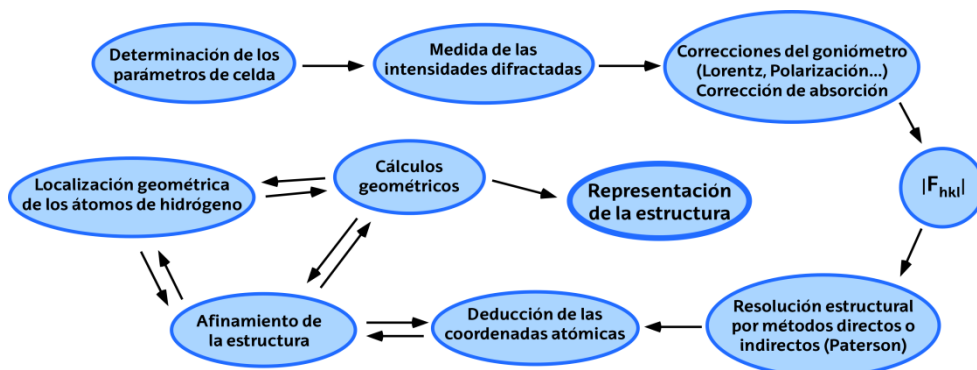 Determinación de los
parámetros de celda
Medida de las
intensidades difractadas
Correcciones del goniómetro
(Lorentz, Polarización...)
Corrección de absorción
|Fhkl|
Resolución estructural
por métodos directos o
indirectos (Paterson)
Deducción de las
coordenadas atómicas
Afinamiento de
la estructura
Localización geométrica
de los átomos de hidrógeno
Cálculos
geométricos
Representación
de la estructura